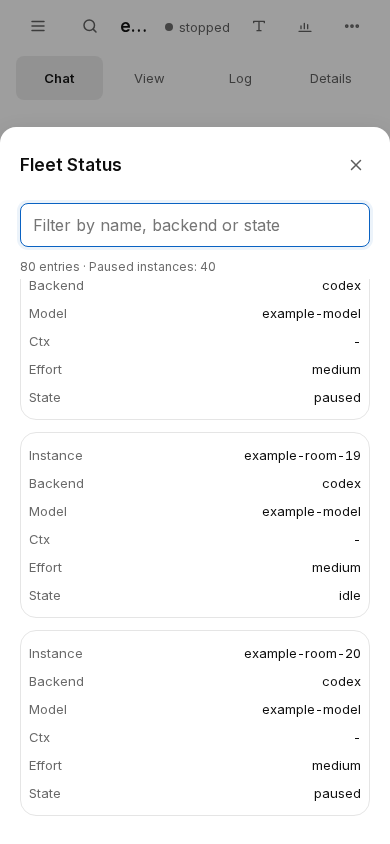 e… stopped
Chat View Log Details
Fleet Status
Filter by name, backend or state
80 entries · Paused instances: 40
Backend codex
Model example-model
Ctx -
Effort medium
State paused
Instance example-room-19
Backend codex
Model example-model
Ctx -
Effort medium
State idle
Instance example-room-20
Backend codex
Model example-model
Ctx -
Effort medium
State paused